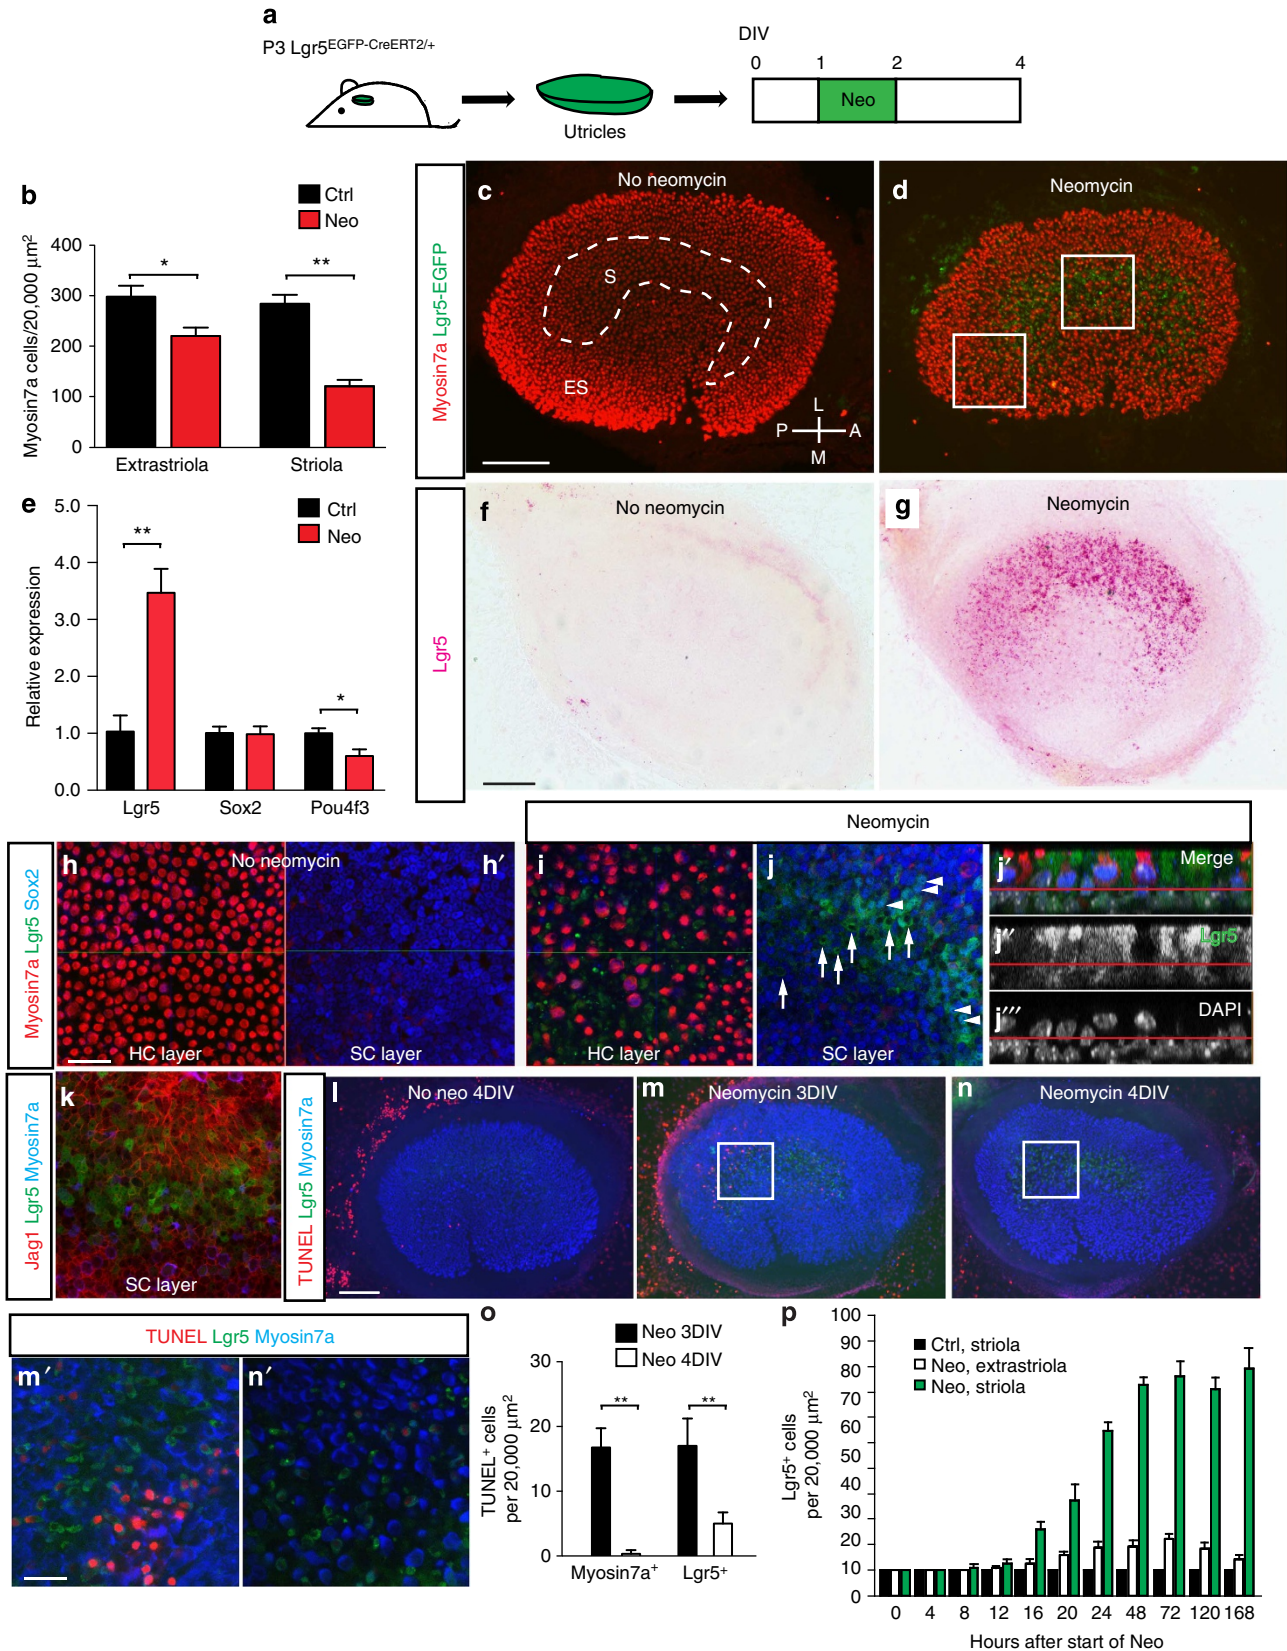 a
P3 Lgr5EGFP-CreERT2/+
Utricles
DIV
0 1 2 4
Neo
b
Ctrl
Neo
Myosin7a cells/20,000 μm2
400
300
200
100
0
* **
Extrastriola Striola
Myosin7a Lgr5-EGFP
c
No neomycin
S
ES
L
P A
M
d
Neomycin
e
Ctrl
Neo
Relative expression
5.0
4.0
3.0
2.0
1.0
0.0
** *
Lgr5 Sox2 Pou4f3
Lgr5
f
No neomycin
g
Neomycin
Neomycin
Myosin7a Lgr5 Sox2
h
No neomycin
h′
HC layer
SC layer
i
HC layer
j
SC layer
j′
Merge
j″
Lgr5
j‴
DAPI
Jag1 Lgr5 Myosin7a
k
SC layer
TUNEL Lgr5 Myosin7a
l
No neo 4DIV
m
Neomycin 3DIV
n
Neomycin 4DIV
TUNEL Lgr5 Myosin7a
m′
n′
o
Neo 3DIV
Neo 4DIV
TUNEL+ cells
per 20,000 μm2
30
20
10
0
** **
Myosin7a+ Lgr5+
p
Ctrl, striola
Neo, extrastriola
Neo, striola
Lgr5+ cells
per 20,000 μm2
100
90
80
70
60
50
40
30
20
10
0
0 4 8 12 16 20 24 48 72 120 168
Hours after start of Neo